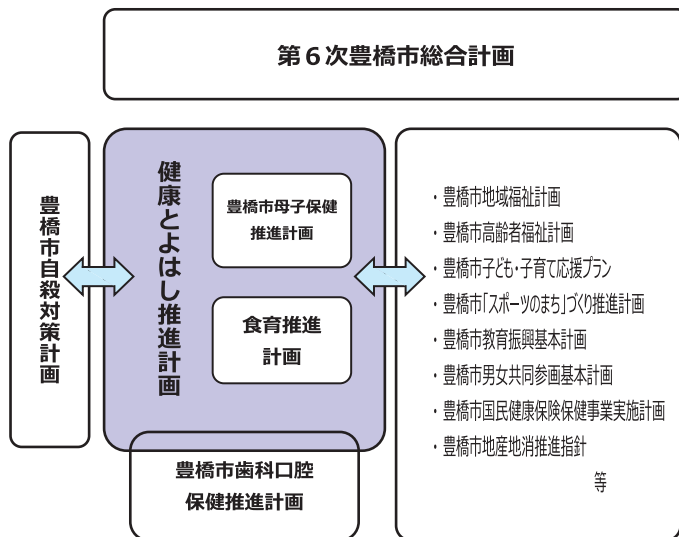 第６次豊橋市総合計画
豊橋市自殺対策計画
健康とよはし推進計画
豊橋市母子保健
推進計画
食育推進
計画
豊橋市歯科口腔
保健推進計画
・豊橋市地域福祉計画
・豊橋市高齢者福祉計画
・豊橋市子ども・子育て応援プラン
・豊橋市「スポーツのまち」づくり推進計画
・豊橋市教育振興基本計画
・豊橋市男女共同参画基本計画
・豊橋市国民健康保険保健事業実施計画
・豊橋市地産地消推進指針
等